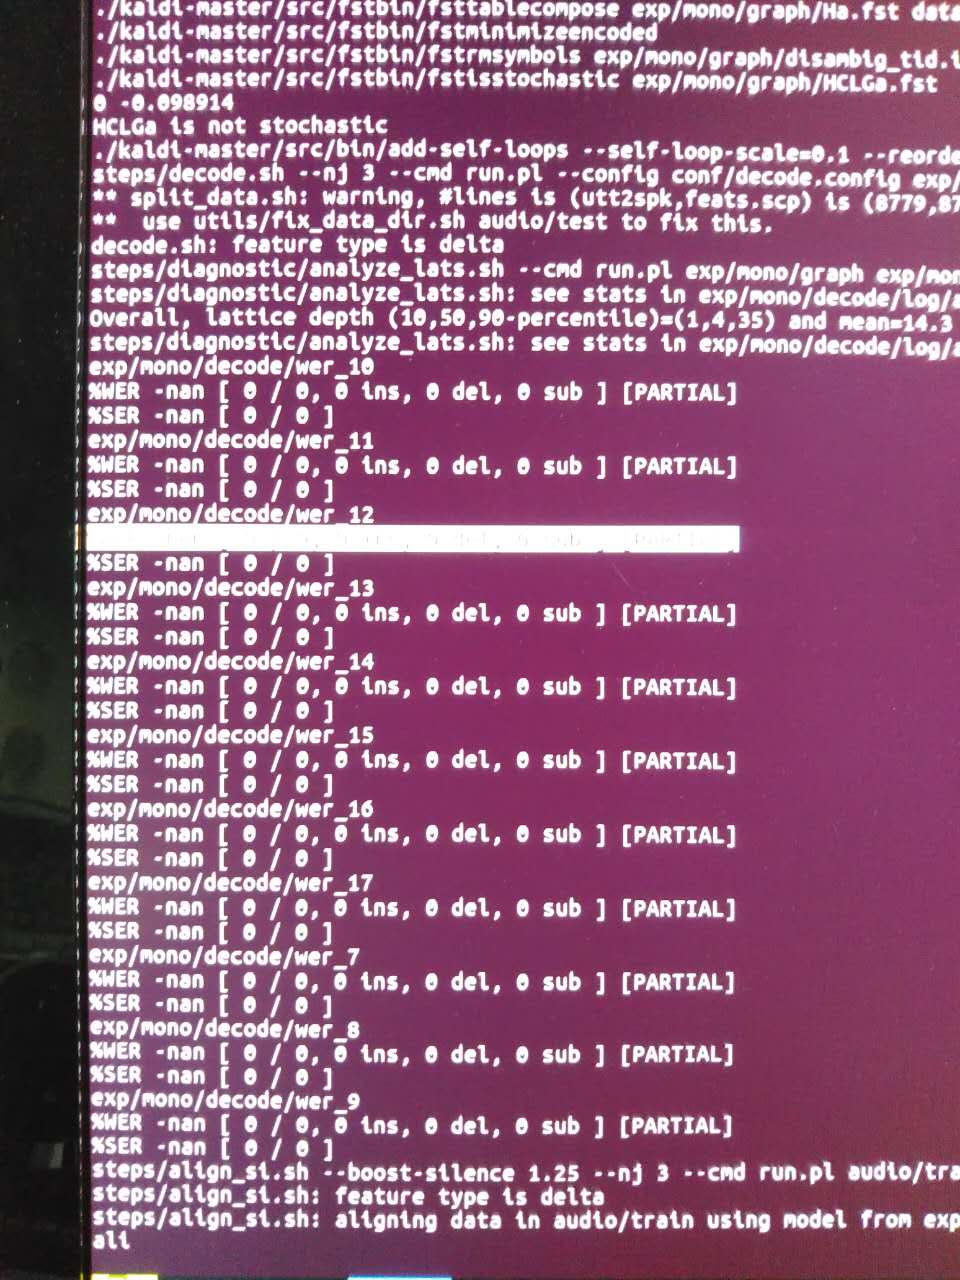 ./kaldi-master/src/fstbin/fsttablecompose exp/mono/graph/Ha.fst data
./kaldi-master/src/fstbin/fstminimizeencoded
./kaldi-master/src/fstbin/fstrmsymbols exp/mono/graph/disambig_tid.i
./kaldi-master/src/fstbin/fstisstochastic exp/mono/graph/HCLGa.fst
0 -0.098914
HCLGa is not stochastic
./kaldi-master/src/bin/add-self-loops --self-loop-scale=0.1 --reorde
steps/decode.sh --nj 3 --cmd run.pl --config conf/decode.config exp/
** split_data.sh: warning, #lines is (utt2spk,feats.scp) is (8779,87
**  use utils/fix_data_dir.sh audio/test to fix this.
decode.sh: feature type is delta
steps/diagnostic/analyze_lats.sh --cmd run.pl exp/mono/graph exp/mon
steps/diagnostic/analyze_lats.sh: see stats in exp/mono/decode/log/a
Overall, lattice depth (10,50,90-percentile)=(1,4,35) and mean=14.3
steps/diagnostic/analyze_lats.sh: see stats in exp/mono/decode/log/a
exp/mono/decode/wer_10
%WER -nan [ 0 / 0, 0 ins, 0 del, 0 sub ] [PARTIAL]
%SER -nan [ 0 / 0 ]
exp/mono/decode/wer_11
%WER -nan [ 0 / 0, 0 ins, 0 del, 0 sub ] [PARTIAL]
%SER -nan [ 0 / 0 ]
exp/mono/decode/wer_12
%SER -nan [ 0 / 0 ]
exp/mono/decode/wer_13
%WER -nan [ 0 / 0, 0 ins, 0 del, 0 sub ] [PARTIAL]
%SER -nan [ 0 / 0 ]
exp/mono/decode/wer_14
%WER -nan [ 0 / 0, 0 ins, 0 del, 0 sub ] [PARTIAL]
%SER -nan [ 0 / 0 ]
exp/mono/decode/wer_15
%WER -nan [ 0 / 0, 0 ins, 0 del, 0 sub ] [PARTIAL]
%SER -nan [ 0 / 0 ]
exp/mono/decode/wer_16
%WER -nan [ 0 / 0, 0 ins, 0 del, 0 sub ] [PARTIAL]
%SER -nan [ 0 / 0 ]
exp/mono/decode/wer_17
%WER -nan [ 0 / 0, 0 ins, 0 del, 0 sub ] [PARTIAL]
%SER -nan [ 0 / 0 ]
exp/mono/decode/wer_7
%WER -nan [ 0 / 0, 0 ins, 0 del, 0 sub ] [PARTIAL]
%SER -nan [ 0 / 0 ]
exp/mono/decode/wer_8
%WER -nan [ 0 / 0, 0 ins, 0 del, 0 sub ] [PARTIAL]
%SER -nan [ 0 / 0 ]
exp/mono/decode/wer_9
%WER -nan [ 0 / 0, 0 ins, 0 del, 0 sub ] [PARTIAL]
%SER -nan [ 0 / 0 ]
steps/align_si.sh --boost-silence 1.25 --nj 3 --cmd run.pl audio/tra
steps/align_si.sh: feature type is delta
steps/align_si.sh: aligning data in audio/train using model from exp
ali